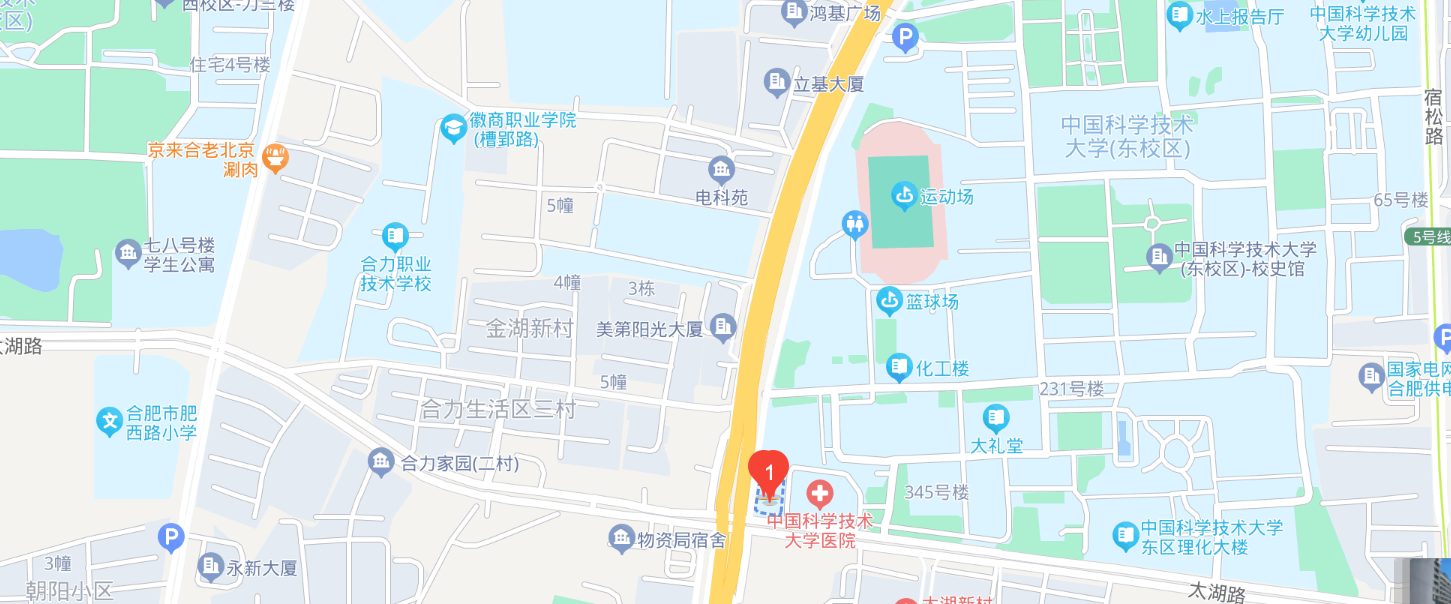 西校区-力三楼
鸿基广场
水上报告厅
中国科学技术
大学幼儿园
区)
住宅4号楼
立基大厦
P
宿松路
徽商职业学院
(槽郢路)
中国科学技术
大学(东校区)
京来合老北京
涮肉
电科苑
运动场
5幢
65号楼
5号线
七八号楼
学生公寓
合力职业
技术学校
中国科学技术大学
(东校区)-校史馆
4幢
3栋
篮球场
金湖新村
美第阳光大厦
P
太湖路
化工楼
国家电网
合肥供电
5幢
231号楼
合力生活区三村
文
合肥市肥
西路小学
大礼堂
合力家园(二村)
1
345号楼
中国科学技术
大学医院
中国科学技术大学
东区理化大楼
P
物资局宿舍
3幢
永新大厦
朝阳小区
太湖路
太湖新村